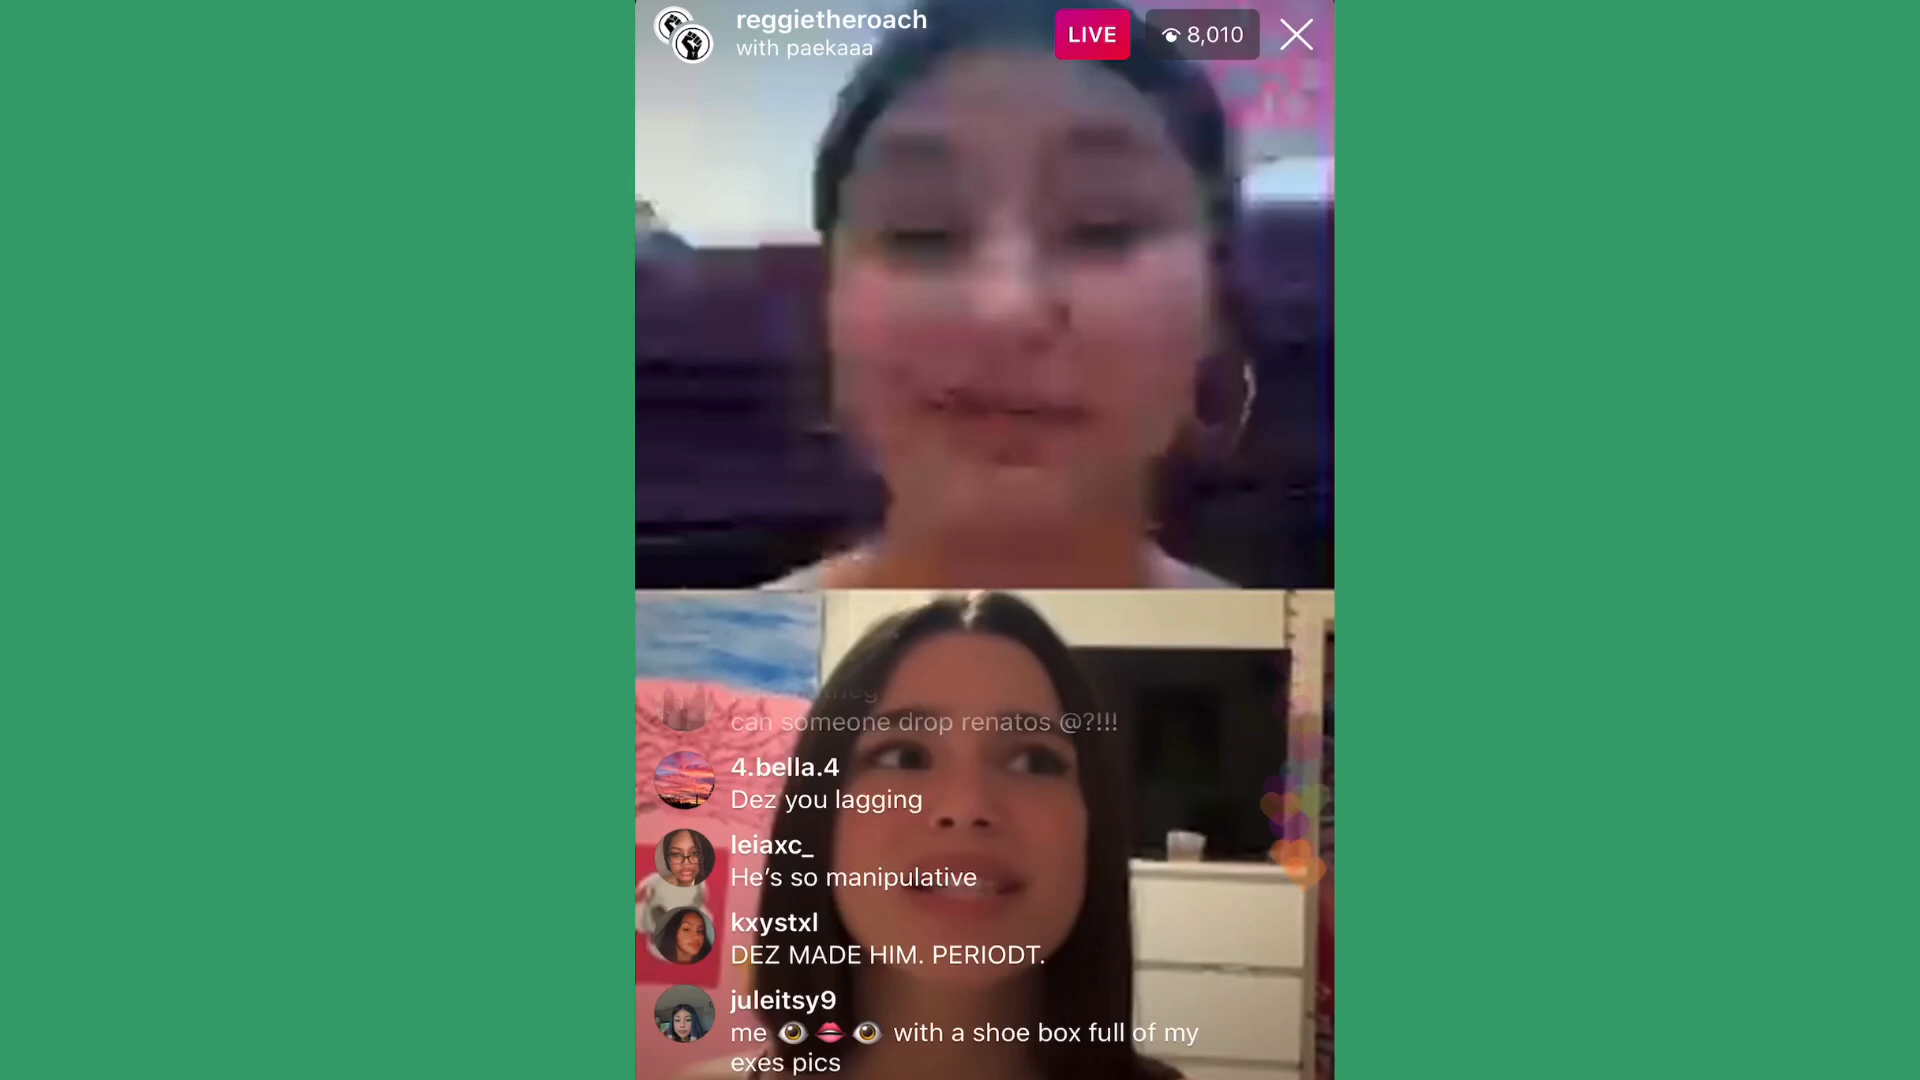 reggietheroach
with paekaaa
LIVE
8,010
can someone drop renatos @?!!!
4.bella.4
Dez you lagging
leiaxc_
He’s so manipulative
kxystxl
DEZ MADE HIM. PERIODT.
juleitsy9
me 👁️👄👁️ with a shoe box full of my
exes pics